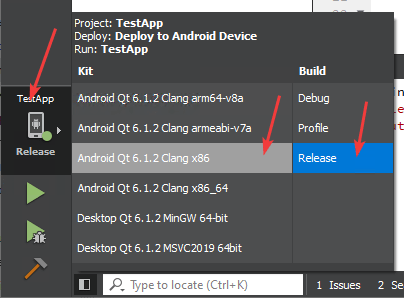 Project: TestApp
Deploy: Deploy to Android Device
Run: TestApp
Kit Build
TestApp
Release
Android Qt 6.1.2 Clang arm64-v8a Debug
Android Qt 6.1.2 Clang armeabi-v7a Profile
Android Qt 6.1.2 Clang x86 Release
Android Qt 6.1.2 Clang x86_64
Desktop Qt 6.1.2 MinGW 64-bit
Desktop Qt 6.1.2 MSVC2019 64bit
Type to locate (Ctrl+K) 1 Issues 2